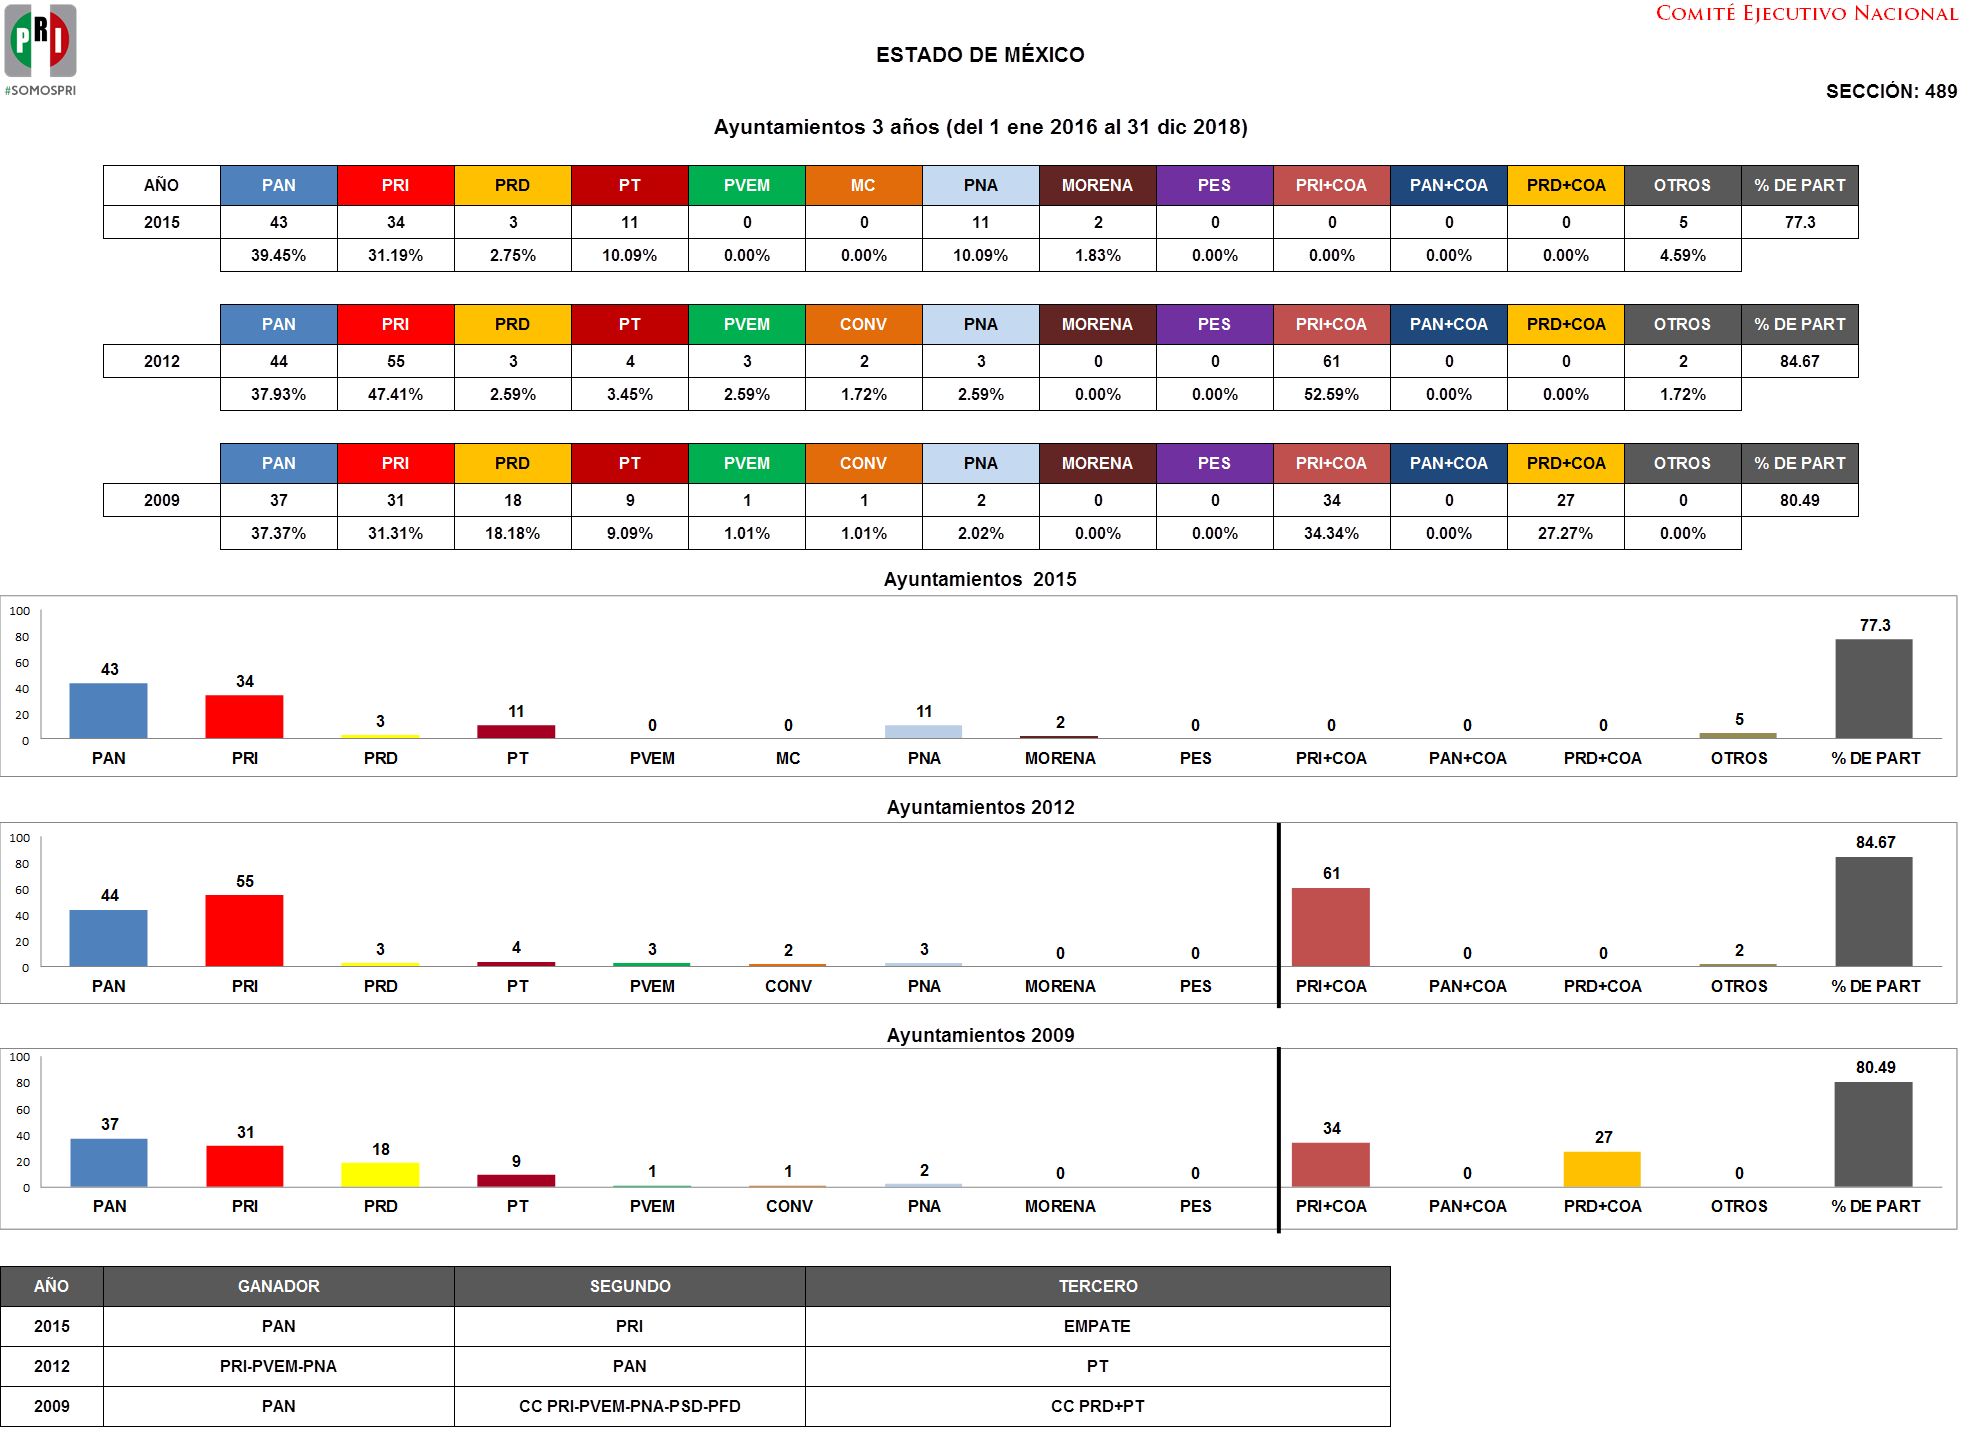 PRI
#SOMOSPRI
COMITÉ EJECUTIVO NACIONAL
ESTADO DE MÉXICO
SECCIÓN: 489
Ayuntamientos 3 años (del 1 ene 2016 al 31 dic 2018)
AÑO PAN PRI PRD PT PVEM MC PNA MORENA PES PRI+COA PAN+COA PRD+COA OTROS % DE PART
2015 43 34 3 11 0 0 11 2 0 0 0 0 5 77.3
39.45% 31.19% 2.75% 10.09% 0.00% 0.00% 10.09% 1.83% 0.00% 0.00% 0.00% 0.00% 4.59%
PAN PRI PRD PT PVEM CONV PNA MORENA PES PRI+COA PAN+COA PRD+COA OTROS % DE PART
2012 44 55 3 4 3 2 3 0 0 61 0 0 2 84.67
37.93% 47.41% 2.59% 3.45% 2.59% 1.72% 2.59% 0.00% 0.00% 52.59% 0.00% 0.00% 1.72%
PAN PRI PRD PT PVEM CONV PNA MORENA PES PRI+COA PAN+COA PRD+COA OTROS % DE PART
2009 37 31 18 9 1 1 2 0 0 34 0 27 0 80.49
37.37% 31.31% 18.18% 9.09% 1.01% 1.01% 2.02% 0.00% 0.00% 34.34% 0.00% 27.27% 0.00%
Ayuntamientos 2015
100
80
60
40
20
0
43 34 3 11 0 0 11 2 0 0 0 0 5 77.3
PAN PRI PRD PT PVEM MC PNA MORENA PES PRI+COA PAN+COA PRD+COA OTROS % DE PART
Ayuntamientos 2012
100
80
60
40
20
0
44 55 3 4 3 2 3 0 0 61 0 0 2 84.67
PAN PRI PRD PT PVEM CONV PNA MORENA PES PRI+COA PAN+COA PRD+COA OTROS % DE PART
Ayuntamientos 2009
100
80
60
40
20
0
37 31 18 9 1 1 2 0 0 34 0 27 0 80.49
PAN PRI PRD PT PVEM CONV PNA MORENA PES PRI+COA PAN+COA PRD+COA OTROS % DE PART
AÑO GANADOR SEGUNDO TERCERO
2015 PAN PRI EMPATE
2012 PRI-PVEM-PNA PAN PT
2009 PAN CC PRI-PVEM-PNA-PSD-PFD CC PRD+PT